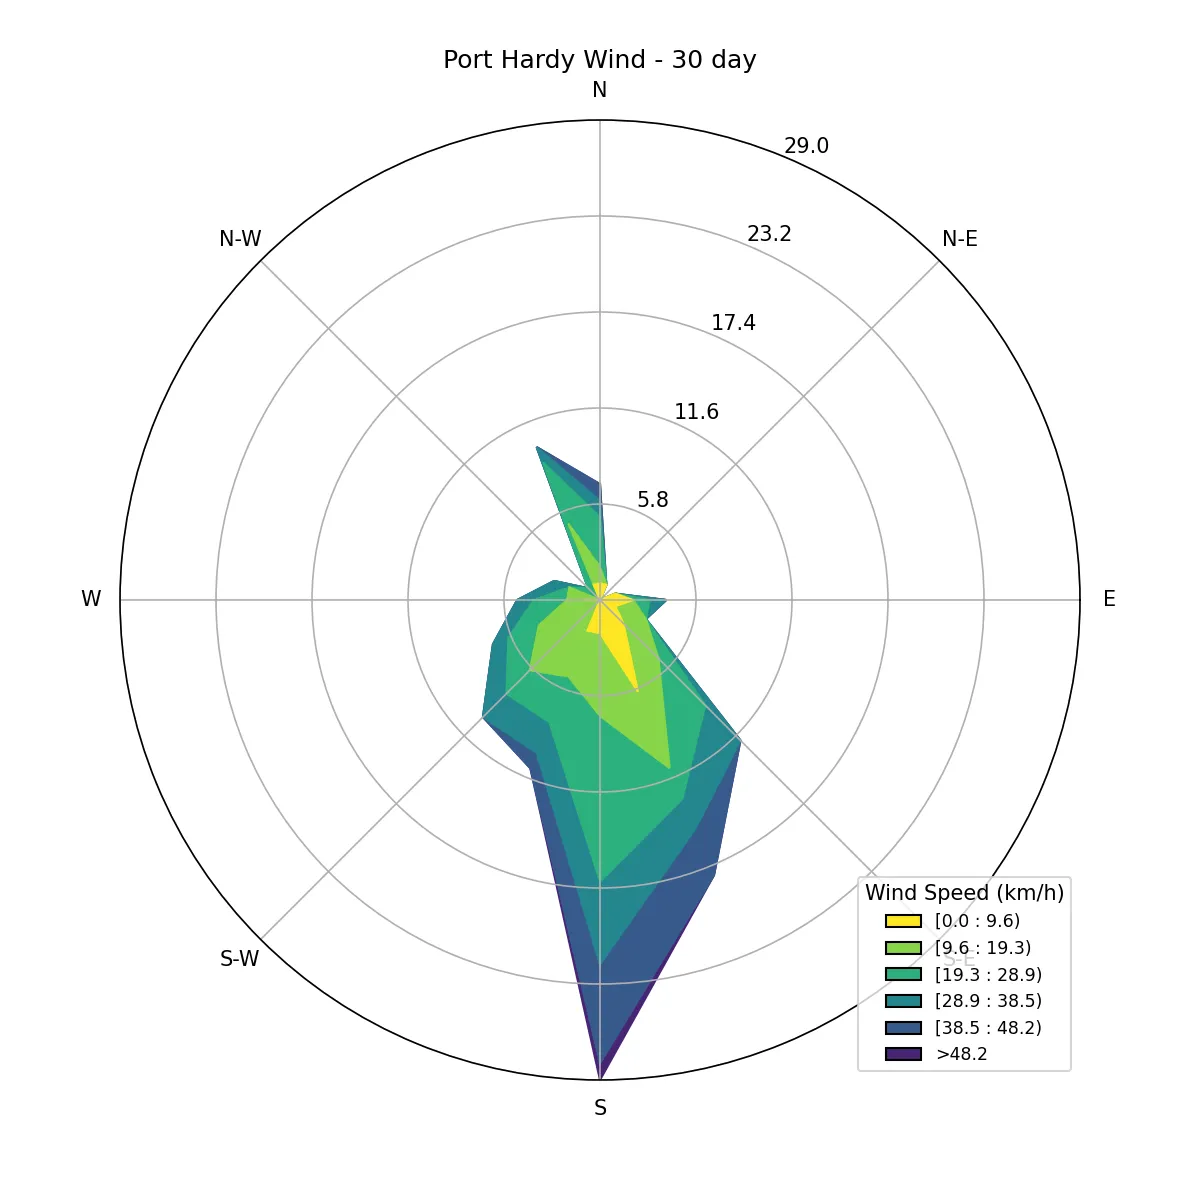 Port Hardy Wind - 30 day
N
29.0
N-W
23.2
N-E
17.4
11.6
5.8
W
E
Wind Speed (km/h)
[0.0 : 9.6)
[9.6 : 19.3)
S-W
S-E
[19.3 : 28.9)
[28.9 : 38.5)
[38.5 : 48.2)
>48.2
S